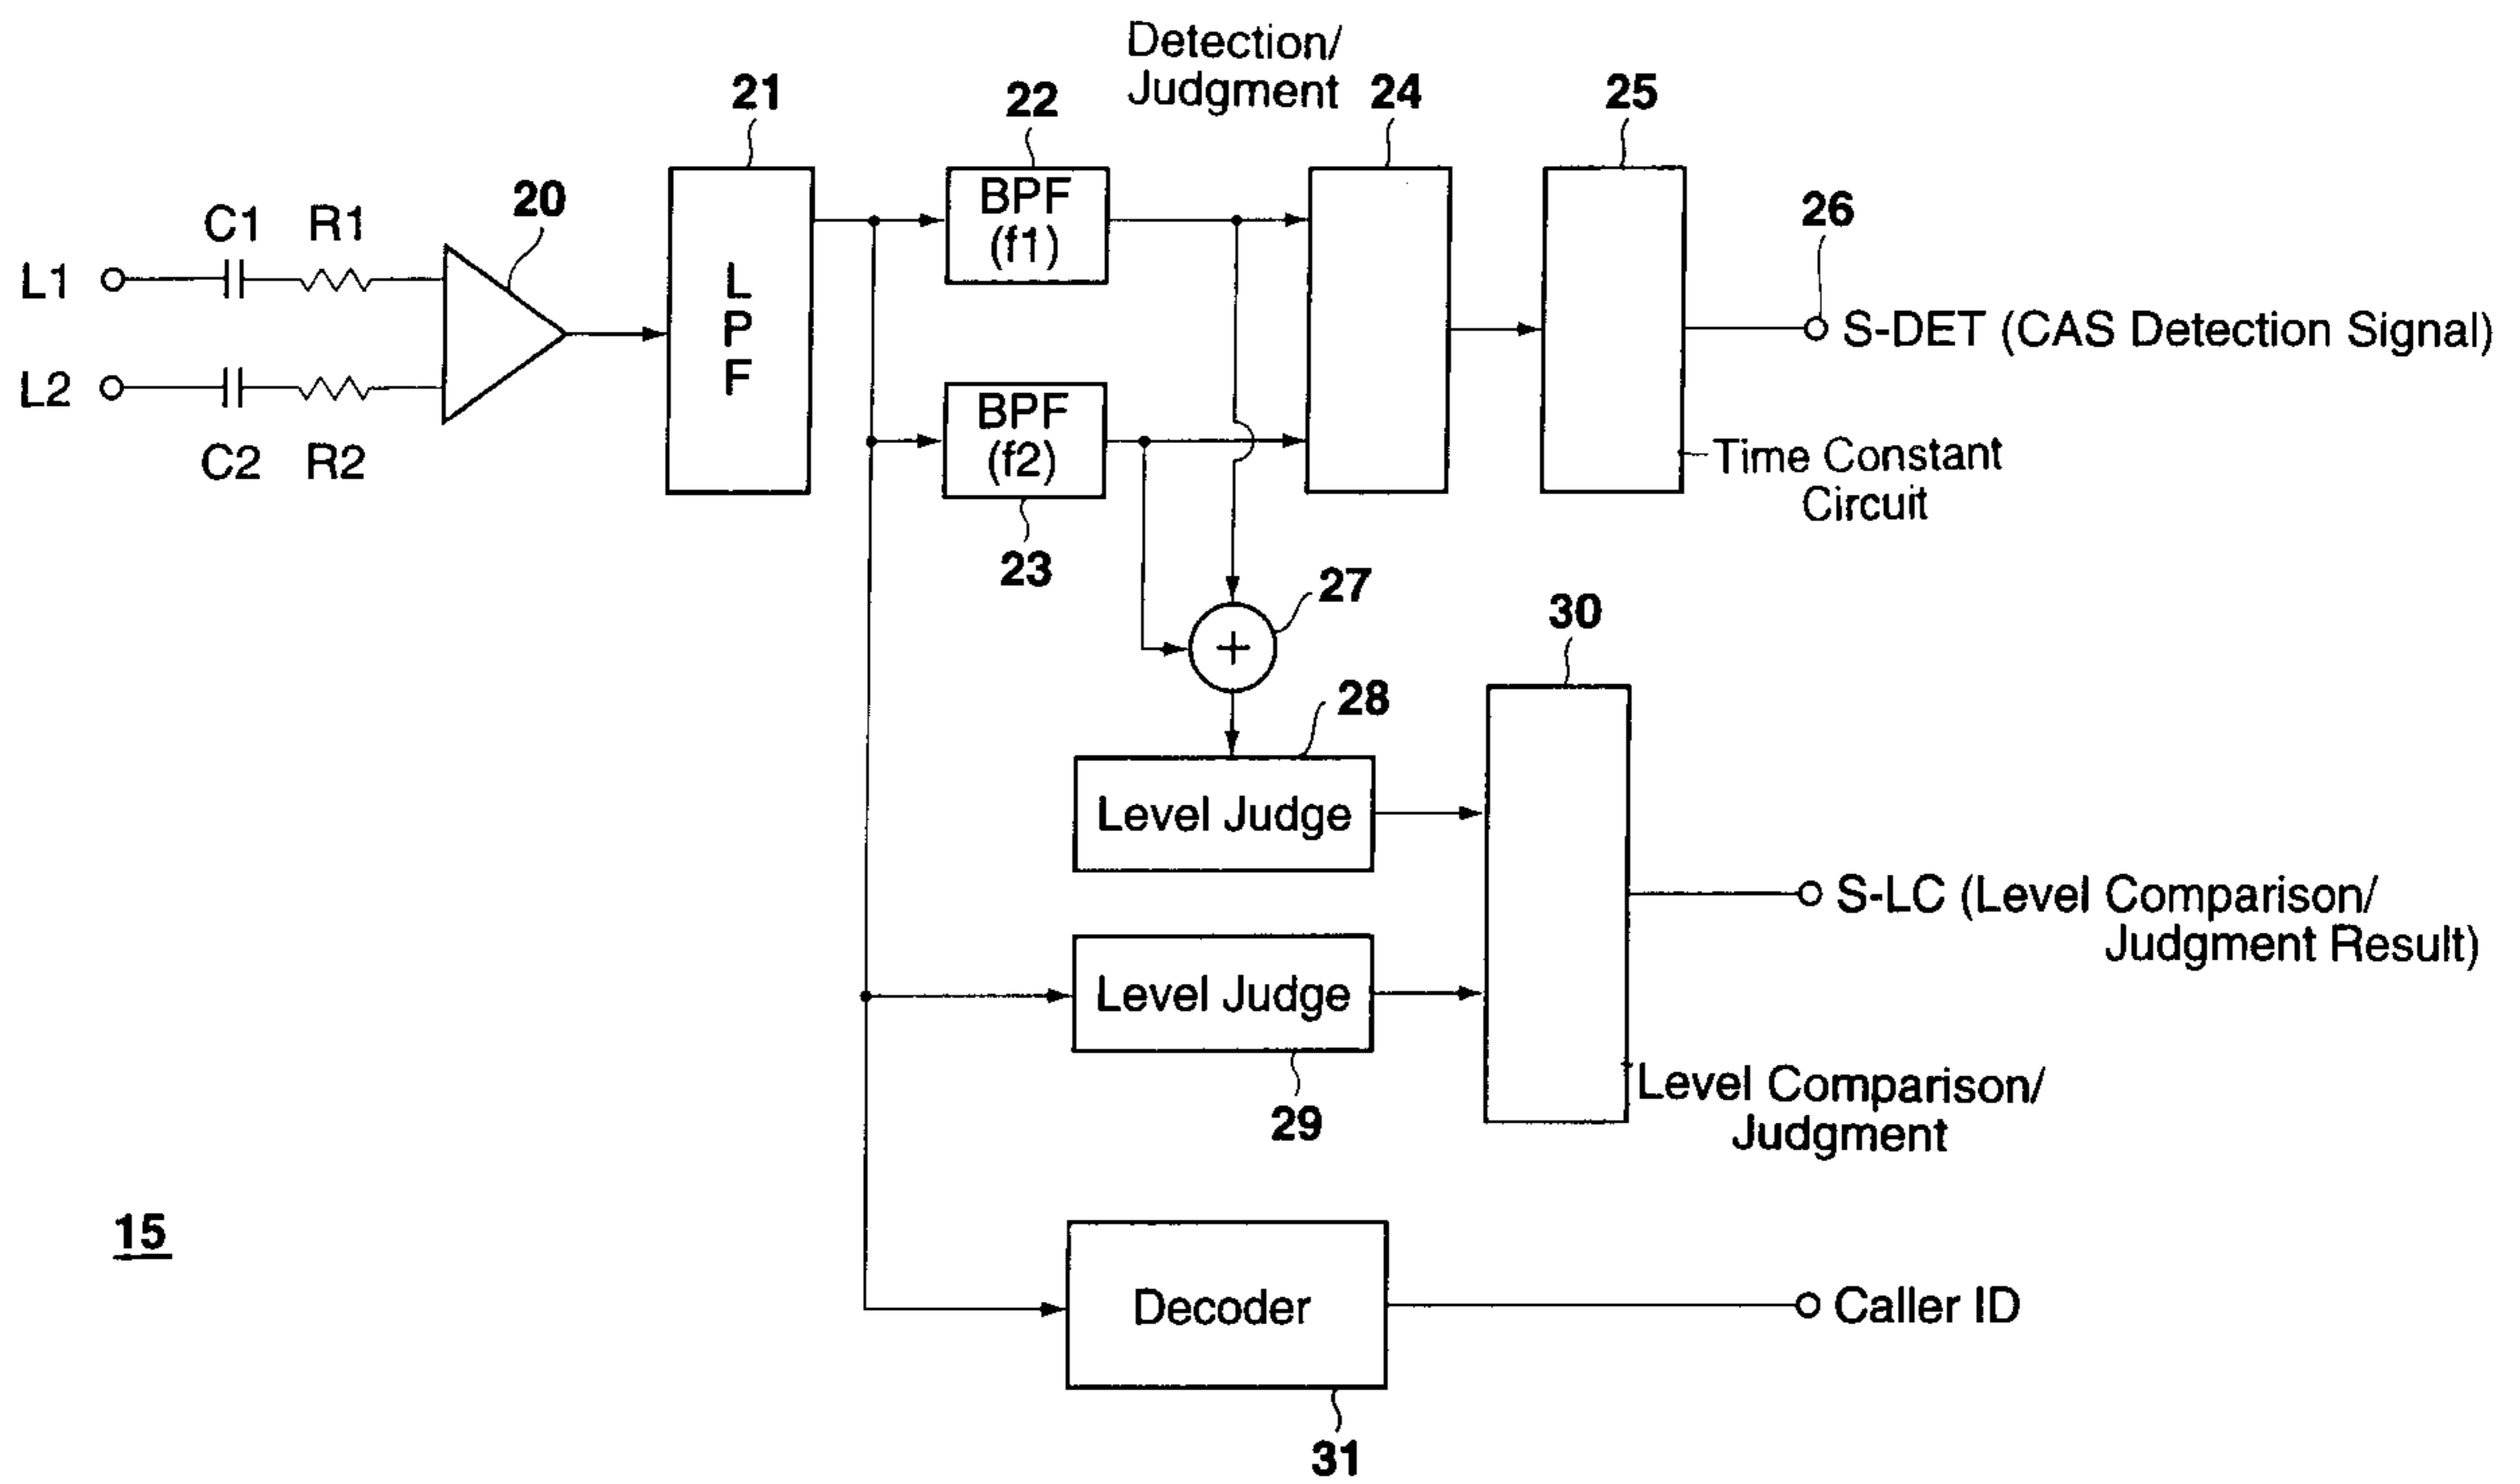 Detection/
Judgment
21
22
24
25
20
26
C1 R1
BPF
(f1)
L1
L
P
F
S-DET (CAS Detection Signal)
L2
BPF
(f2)
C2 R2
Time Constant
Circuit
23
27
+
30
28
Level Judge
S-LC (Level Comparison/
Judgment Result)
Level Judge
29
Level Comparison/
Judgment
15
Decoder
Caller ID
31